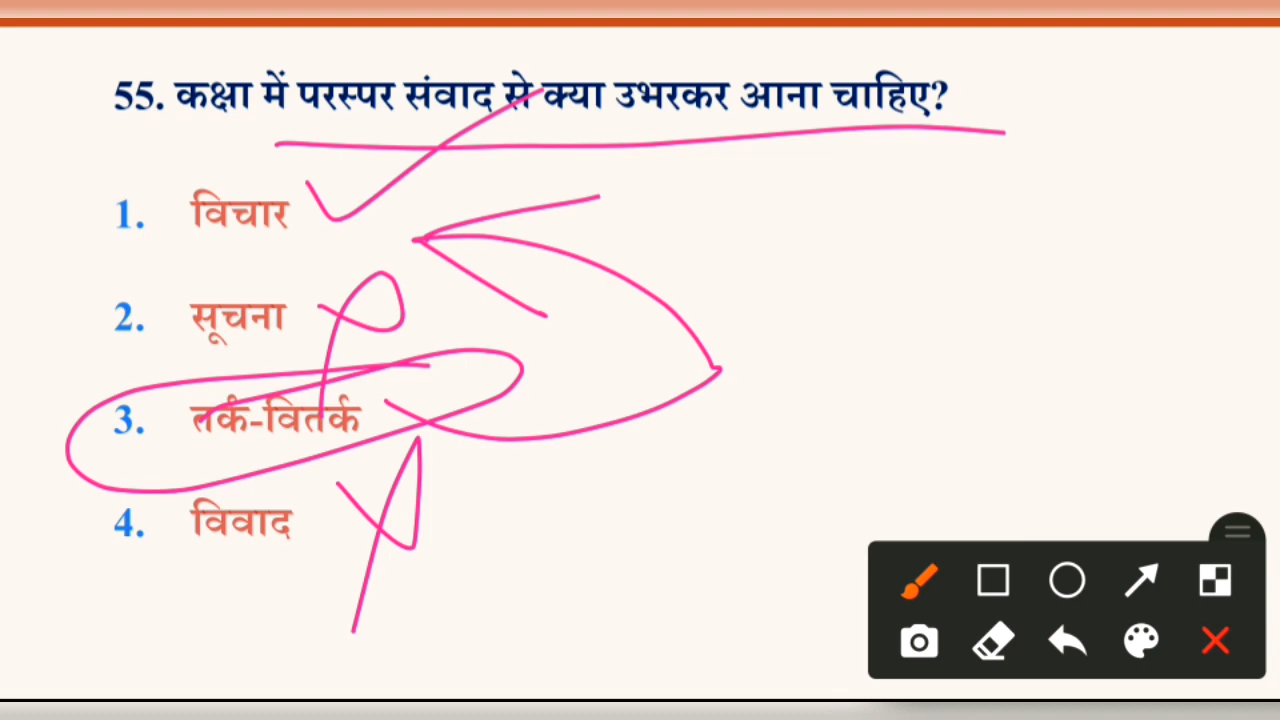 55. कक्षा में परस्पर संवाद से क्या उभरकर आना चाहिए?
1. विचार
2. सूचना
3. तर्क-वितर्क
4. विवाद